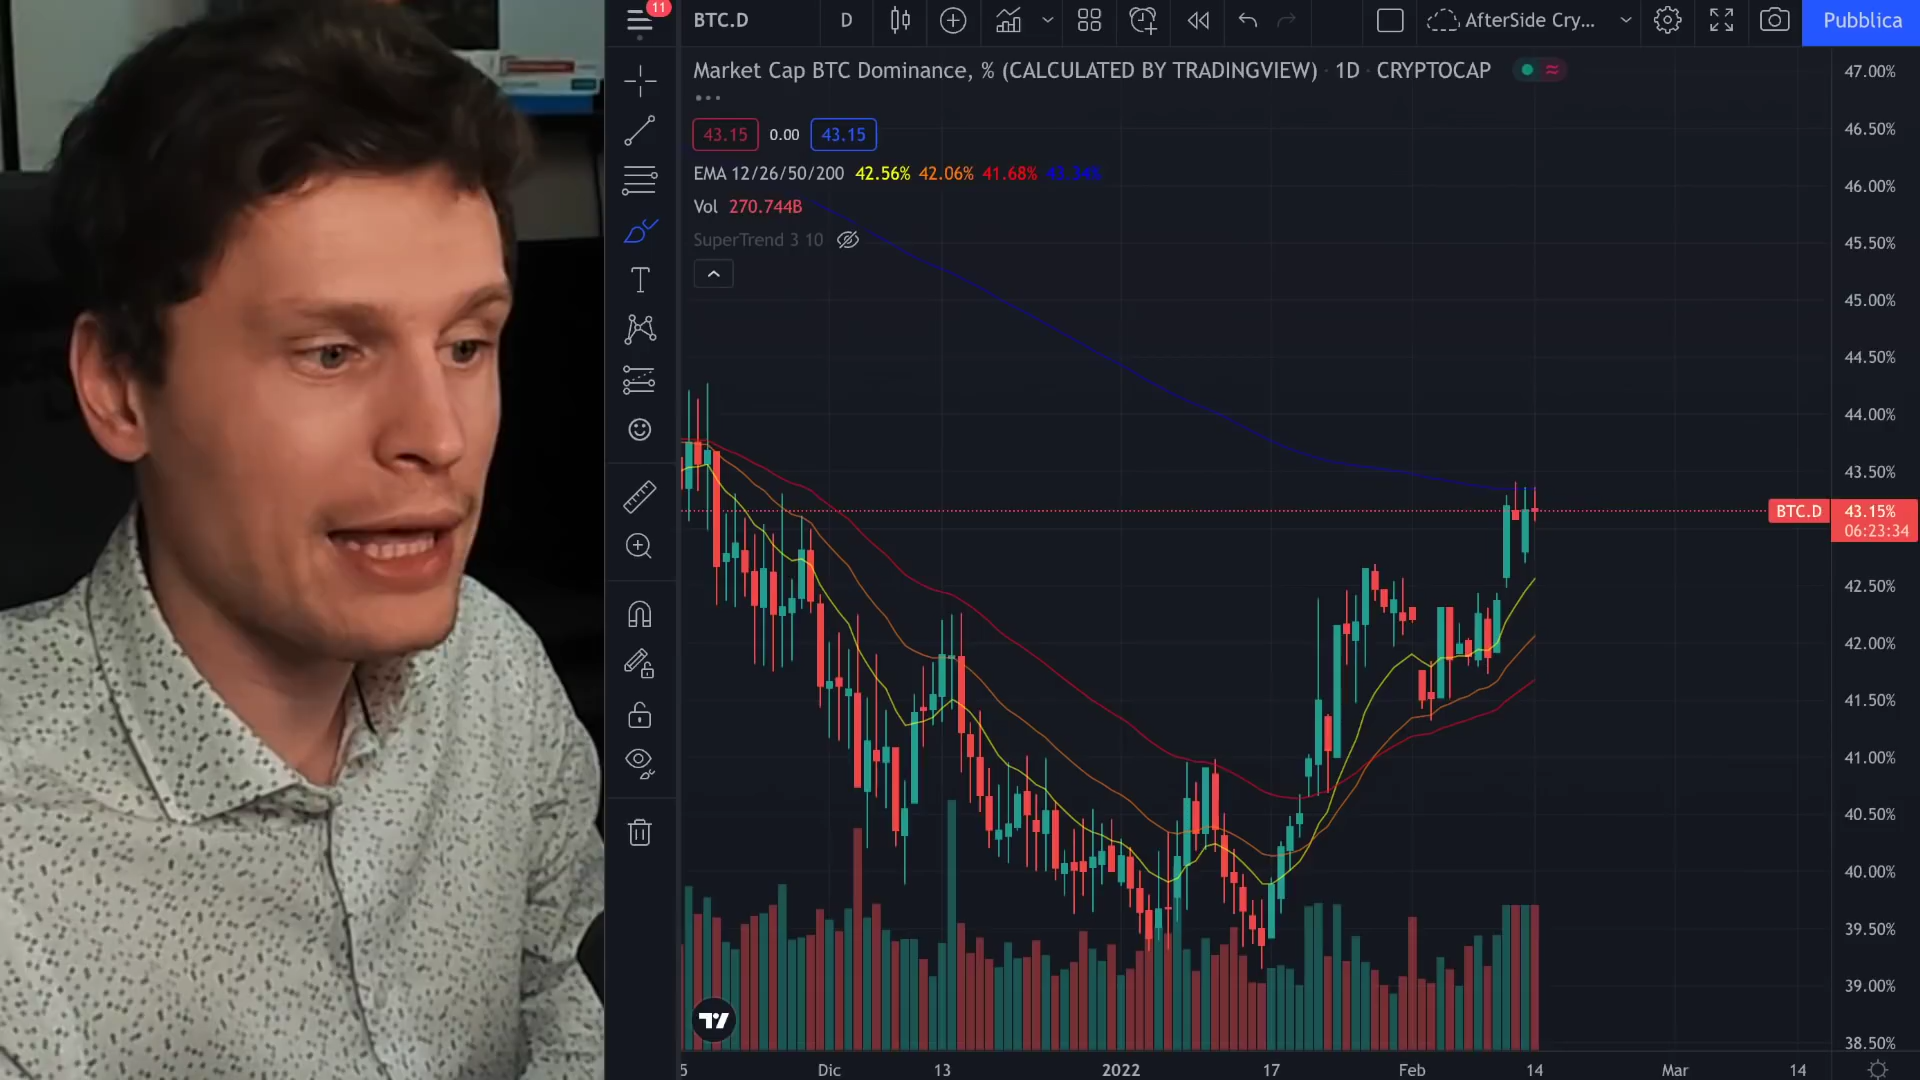 11
BTC.D
D
AfterSide Cry...
Pubblica
Market Cap BTC Dominance, % (CALCULATED BY TRADINGVIEW) · 1D · CRYPTOCAP
43.15 0.00 43.15
EMA 12/26/50/200 42.56% 42.06% 41.68% 43.34%
Vol 270.744B
SuperTrend 3 10
47.00%
46.50%
46.00%
45.50%
45.00%
44.50%
44.00%
43.50%
BTC.D 43.15%
06:23:34
42.50%
42.00%
41.50%
41.00%
40.50%
40.00%
39.50%
39.00%
38.50%
5 Dic 13 2022 17 Feb 14 Mar 14